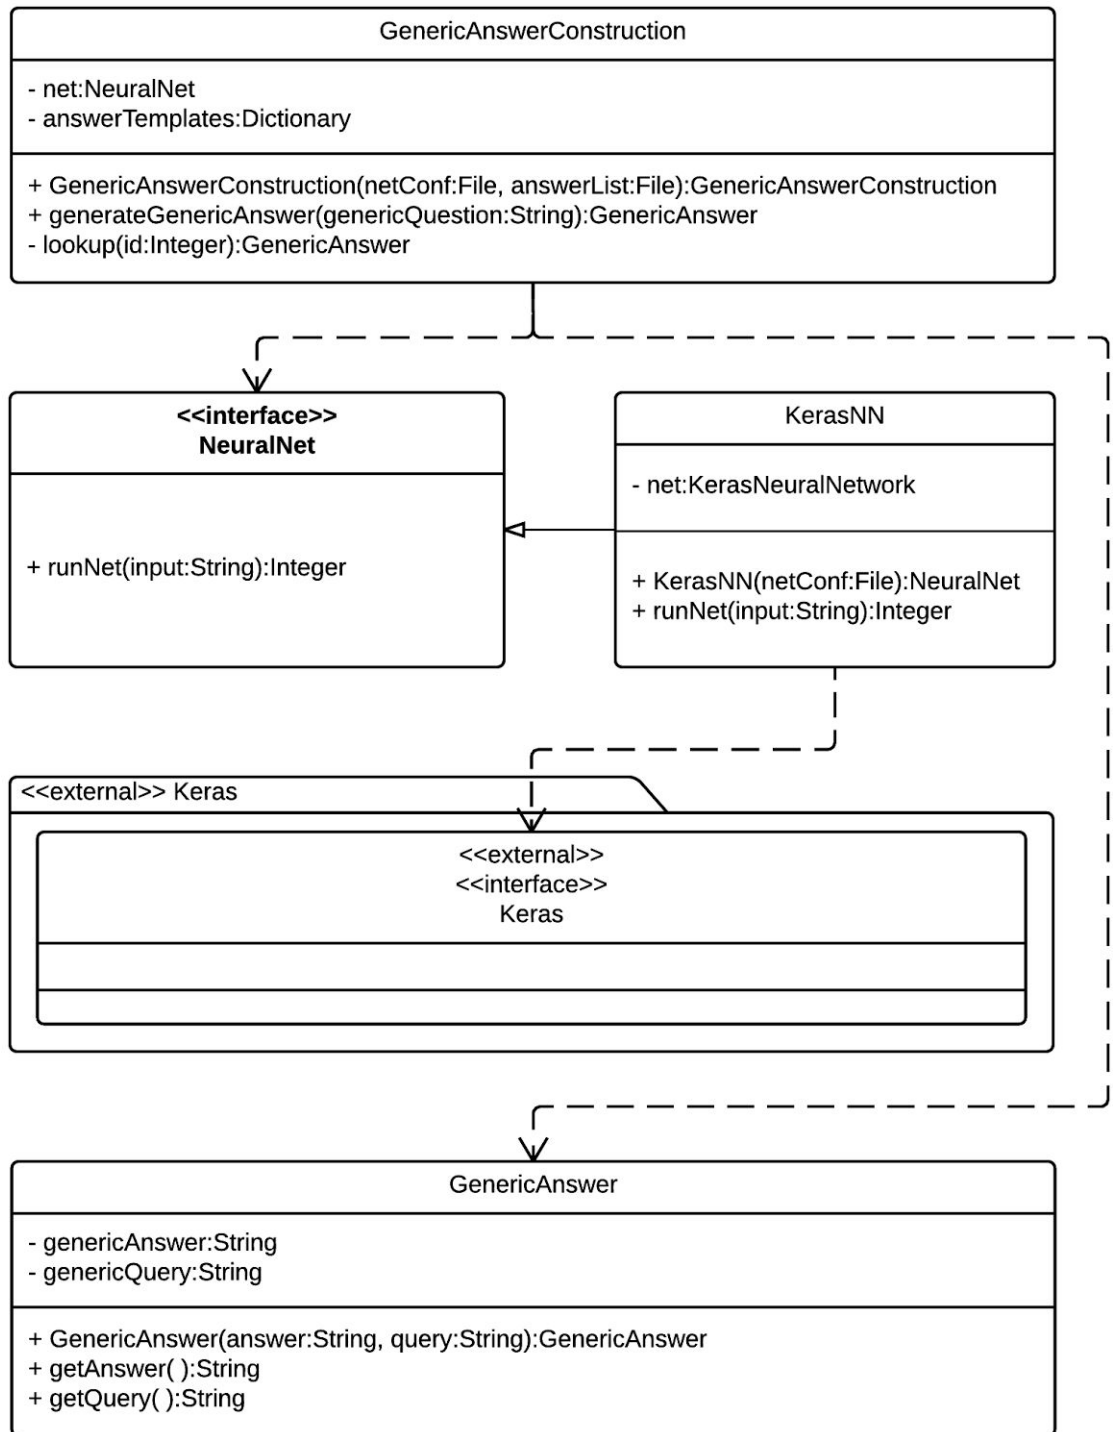 GenericAnswerConstruction
- net:NeuralNet
- answerTemplates:Dictionary
+ GenericAnswerConstruction(netConf:File, answerList:File):GenericAnswerConstruction
+ generateGenericAnswer(genericQuestion:String):GenericAnswer
- lookup(id:Integer):GenericAnswer
<<interface>>
NeuralNet
+ runNet(input:String):Integer
KerasNN
- net:KerasNeuralNetwork
+ KerasNN(netConf:File):NeuralNet
+ runNet(input:String):Integer
<<external>> Keras
<<external>>
<<interface>>
Keras
GenericAnswer
- genericAnswer:String
- genericQuery:String
+ GenericAnswer(answer:String, query:String):GenericAnswer
+ getAnswer( ):String
+ getQuery( ):String